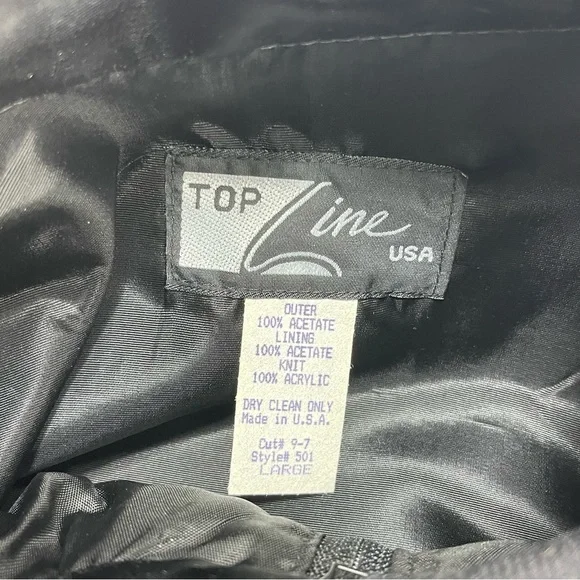 TOP Line
USA
OUTER
100% ACETATE
LINING
100% ACETATE
KNIT
100% ACRYLIC
DRY CLEAN ONLY
Made in U.S.A.
Cut# 9-7
Style# 501
LARGE